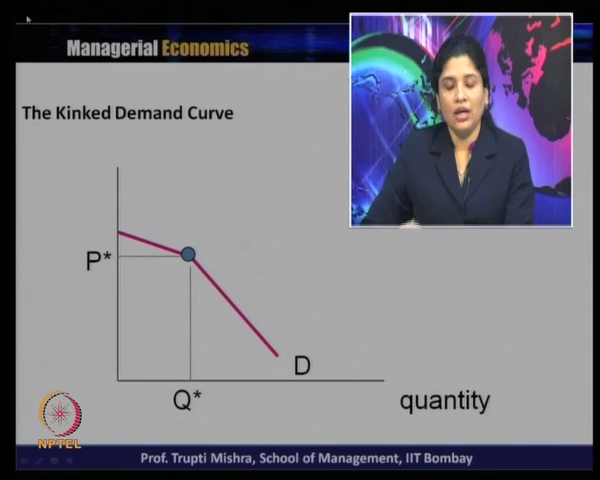 Managerial Economics
The Kinked Demand Curve
P*
D
Q*
quantity
NPTEL
Prof. Trupti Mishra, School of Management, IIT Bombay